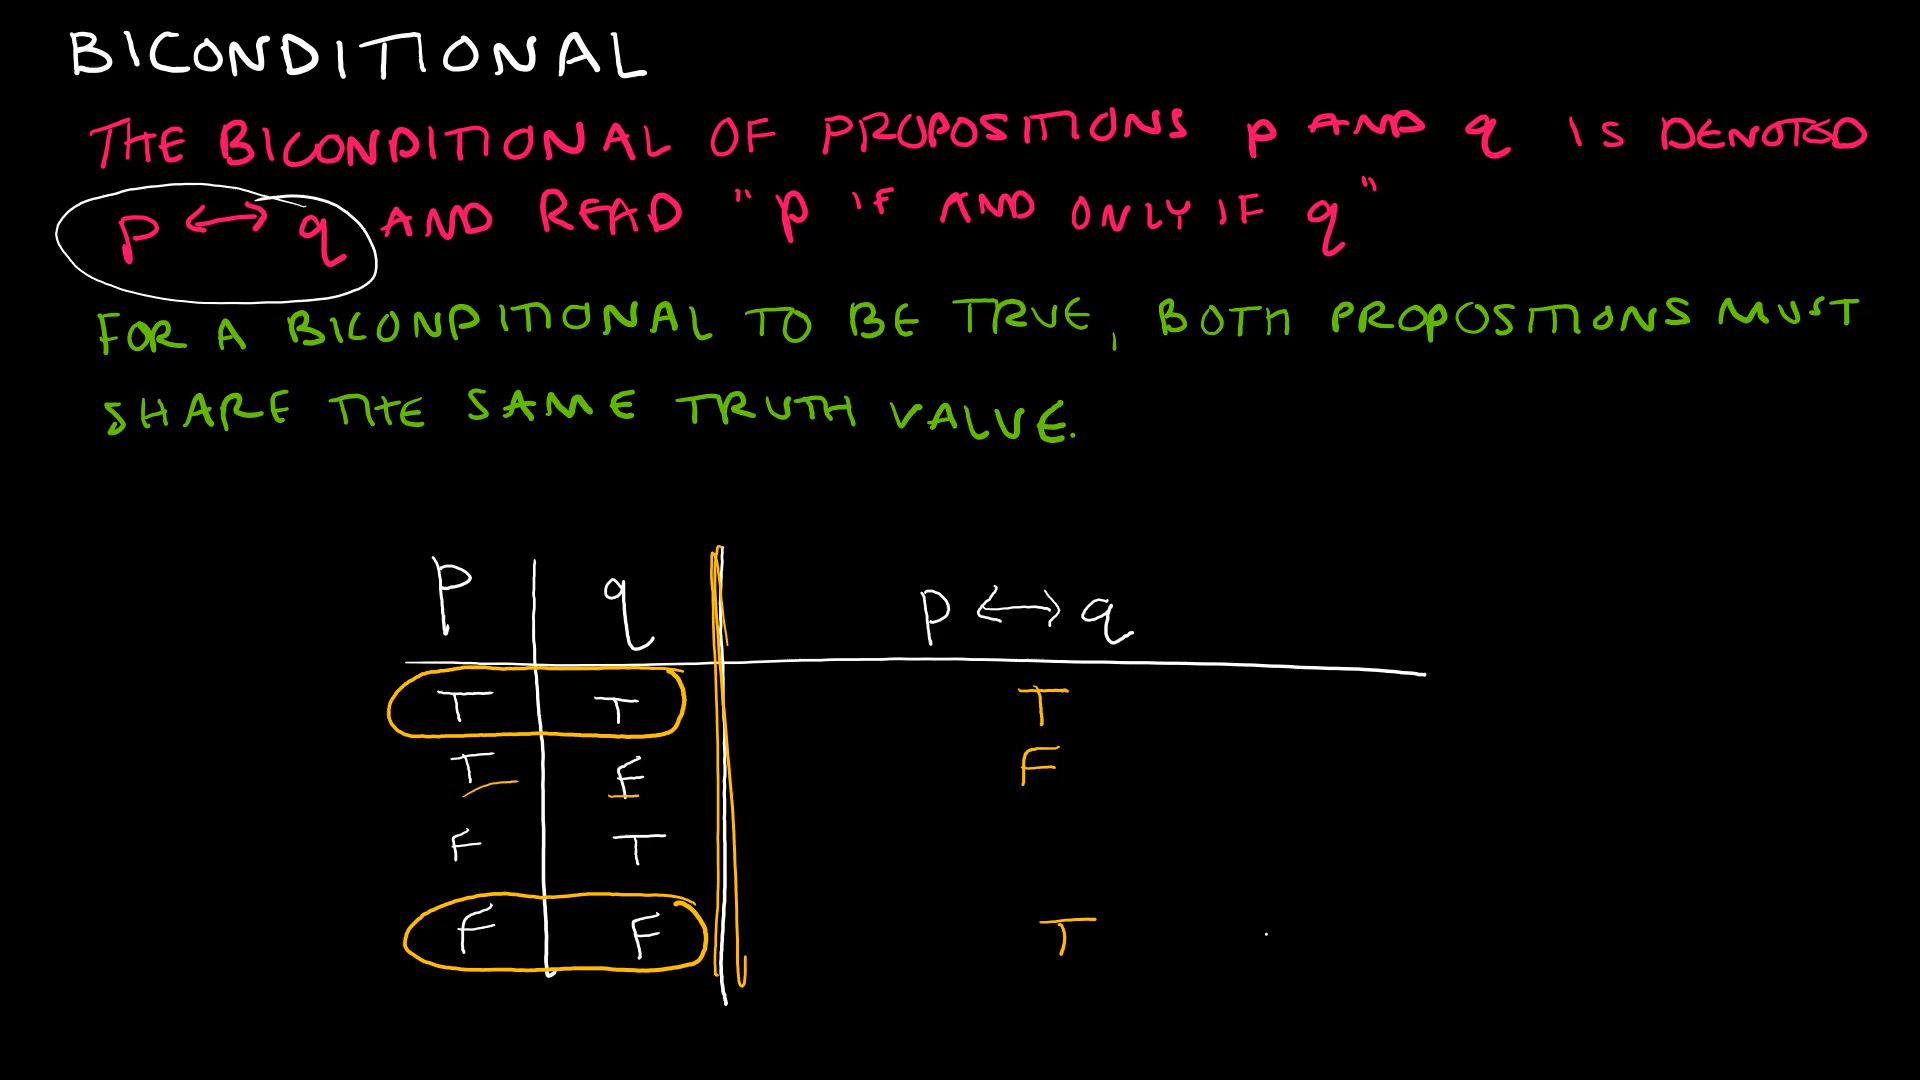 BICONDITIONAL
THE BICONDITIONAL OF PROPOSITIONS p AND q IS DENOTED
p ↔ q AND READ "p IF AND ONLY IF q"
FOR A BICONDITIONAL TO BE TRUE, BOTH PROPOSITIONS MUST
SHARE THE SAME TRUTH VALUE.
p q p ↔ q
T T T
T F F
F T
F F T